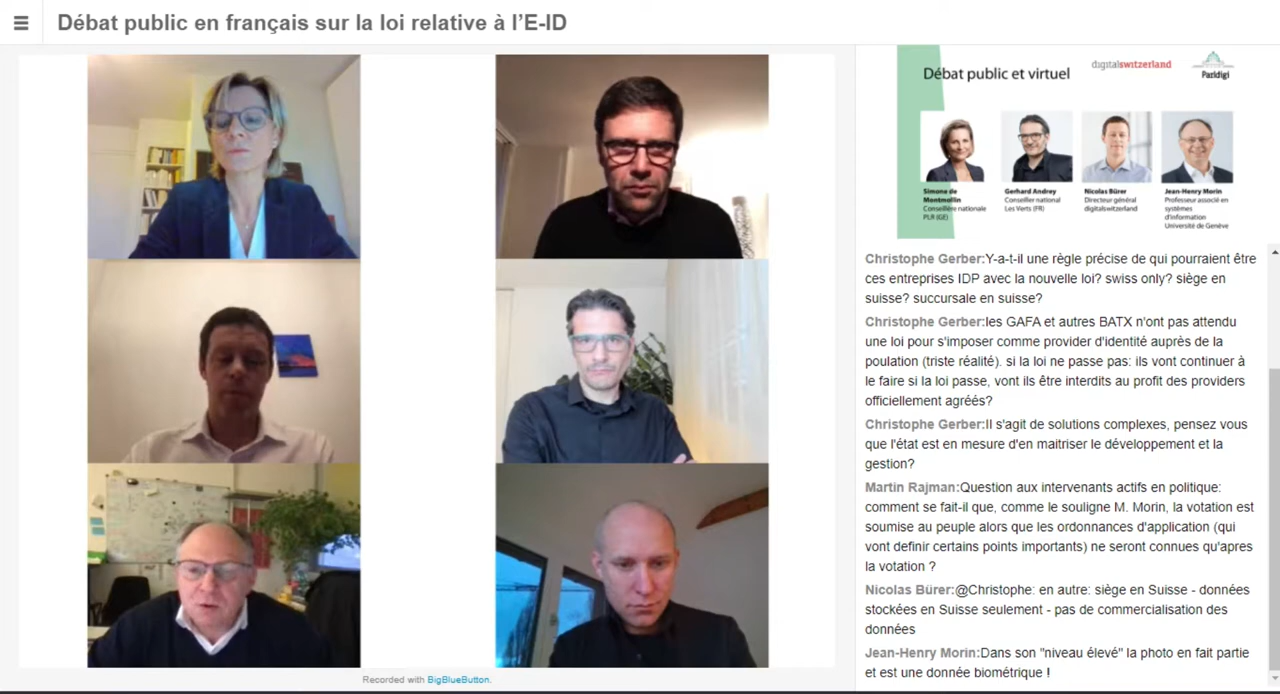 Débat public en français sur la loi relative à l’E-ID
Débat public et virtuel
digitalswitzerland
Parldigi
Simone de
Montmollin
Conseillère nationale
PLR (GE)
Gerhard Andrey
Conseiller national
Les Verts (FR)
Nicolas Bürer
Directeur général
digitalswitzerland
Jean-Henry Morin
Professeur associé en
systèmes
d'information
Université de Genève
Christophe Gerber:Y-a-t-il une règle précise de qui pourraient être
ces entreprises IDP avec la nouvelle loi? swiss only? siège en
suisse? succursale en suisse?
Christophe Gerber:les GAFA et autres BATX n'ont pas attendu
une loi pour s'imposer comme provider d'identité auprès de la
poulation (triste réalité). si la loi ne passe pas: ils vont continuer à
le faire si la loi passe, vont ils être interdits au profit des providers
officiellement agréés?
Christophe Gerber:Il s'agit de solutions complexes, pensez vous
que l'état est en mesure d'en maitriser le développement et la
gestion?
Martin Rajman:Question aux intervenants actifs en politique:
comment se fait-il que, comme le souligne M. Morin, la votation est
soumise au peuple alors que les ordonnances d'application (qui
vont définir certains points importants) ne seront connues qu'apres
la votation ?
Nicolas Bürer:@Christophe: en autre: siège en Suisse - données
stockées en Suisse seulement - pas de commercialisation des
données
Jean-Henry Morin:Dans son "niveau élevé" la photo en fait partie
et est une donnée biométrique !
Recorded with BigBlueButton.